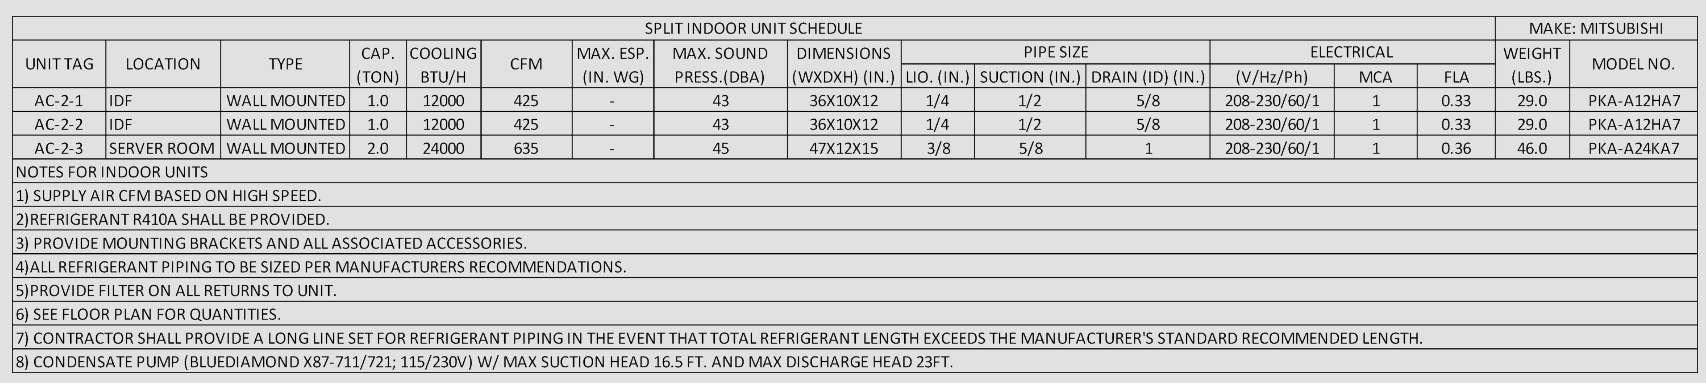 SPLIT INDOOR UNIT SCHEDULE MAKE: MITSUBISHI
UNIT TAG LOCATION TYPE CAP. (TON) COOLING BTU/H CFM MAX. ESP. (IN. WG) MAX. SOUND PRESS.(DBA) DIMENSIONS (WXDXH) (IN.) PIPE SIZE ELECTRICAL WEIGHT (LBS.) MODEL NO.
LIO. (IN.) SUCTION (IN.) DRAIN (ID) (IN.) (V/Hz/Ph) MCA FLA
AC-2-1 IDF WALL MOUNTED 1.0 12000 425 - 43 36X10X12 1/4 1/2 5/8 208-230/60/1 1 0.33 29.0 PKA-A12HA7
AC-2-2 IDF WALL MOUNTED 1.0 12000 425 - 43 36X10X12 1/4 1/2 5/8 208-230/60/1 1 0.33 29.0 PKA-A12HA7
AC-2-3 SERVER ROOM WALL MOUNTED 2.0 24000 635 - 45 47X12X15 3/8 5/8 1 208-230/60/1 1 0.36 46.0 PKA-A24KA7
NOTES FOR INDOOR UNITS
1) SUPPLY AIR CFM BASED ON HIGH SPEED.
2)REFRIGERANT R410A SHALL BE PROVIDED.
3) PROVIDE MOUNTING BRACKETS AND ALL ASSOCIATED ACCESSORIES.
4)ALL REFRIGERANT PIPING TO BE SIZED PER MANUFACTURERS RECOMMENDATIONS.
5)PROVIDE FILTER ON ALL RETURNS TO UNIT.
6) SEE FLOOR PLAN FOR QUANTITIES.
7) CONTRACTOR SHALL PROVIDE A LONG LINE SET FOR REFRIGERANT PIPING IN THE EVENT THAT TOTAL REFRIGERANT LENGTH EXCEEDS THE MANUFACTURER'S STANDARD RECOMMENDED LENGTH.
8) CONDENSATE PUMP (BLUEDIAMOND X87-711/721; 115/230V) W/ MAX SUCTION HEAD 16.5 FT. AND MAX DISCHARGE HEAD 23FT.